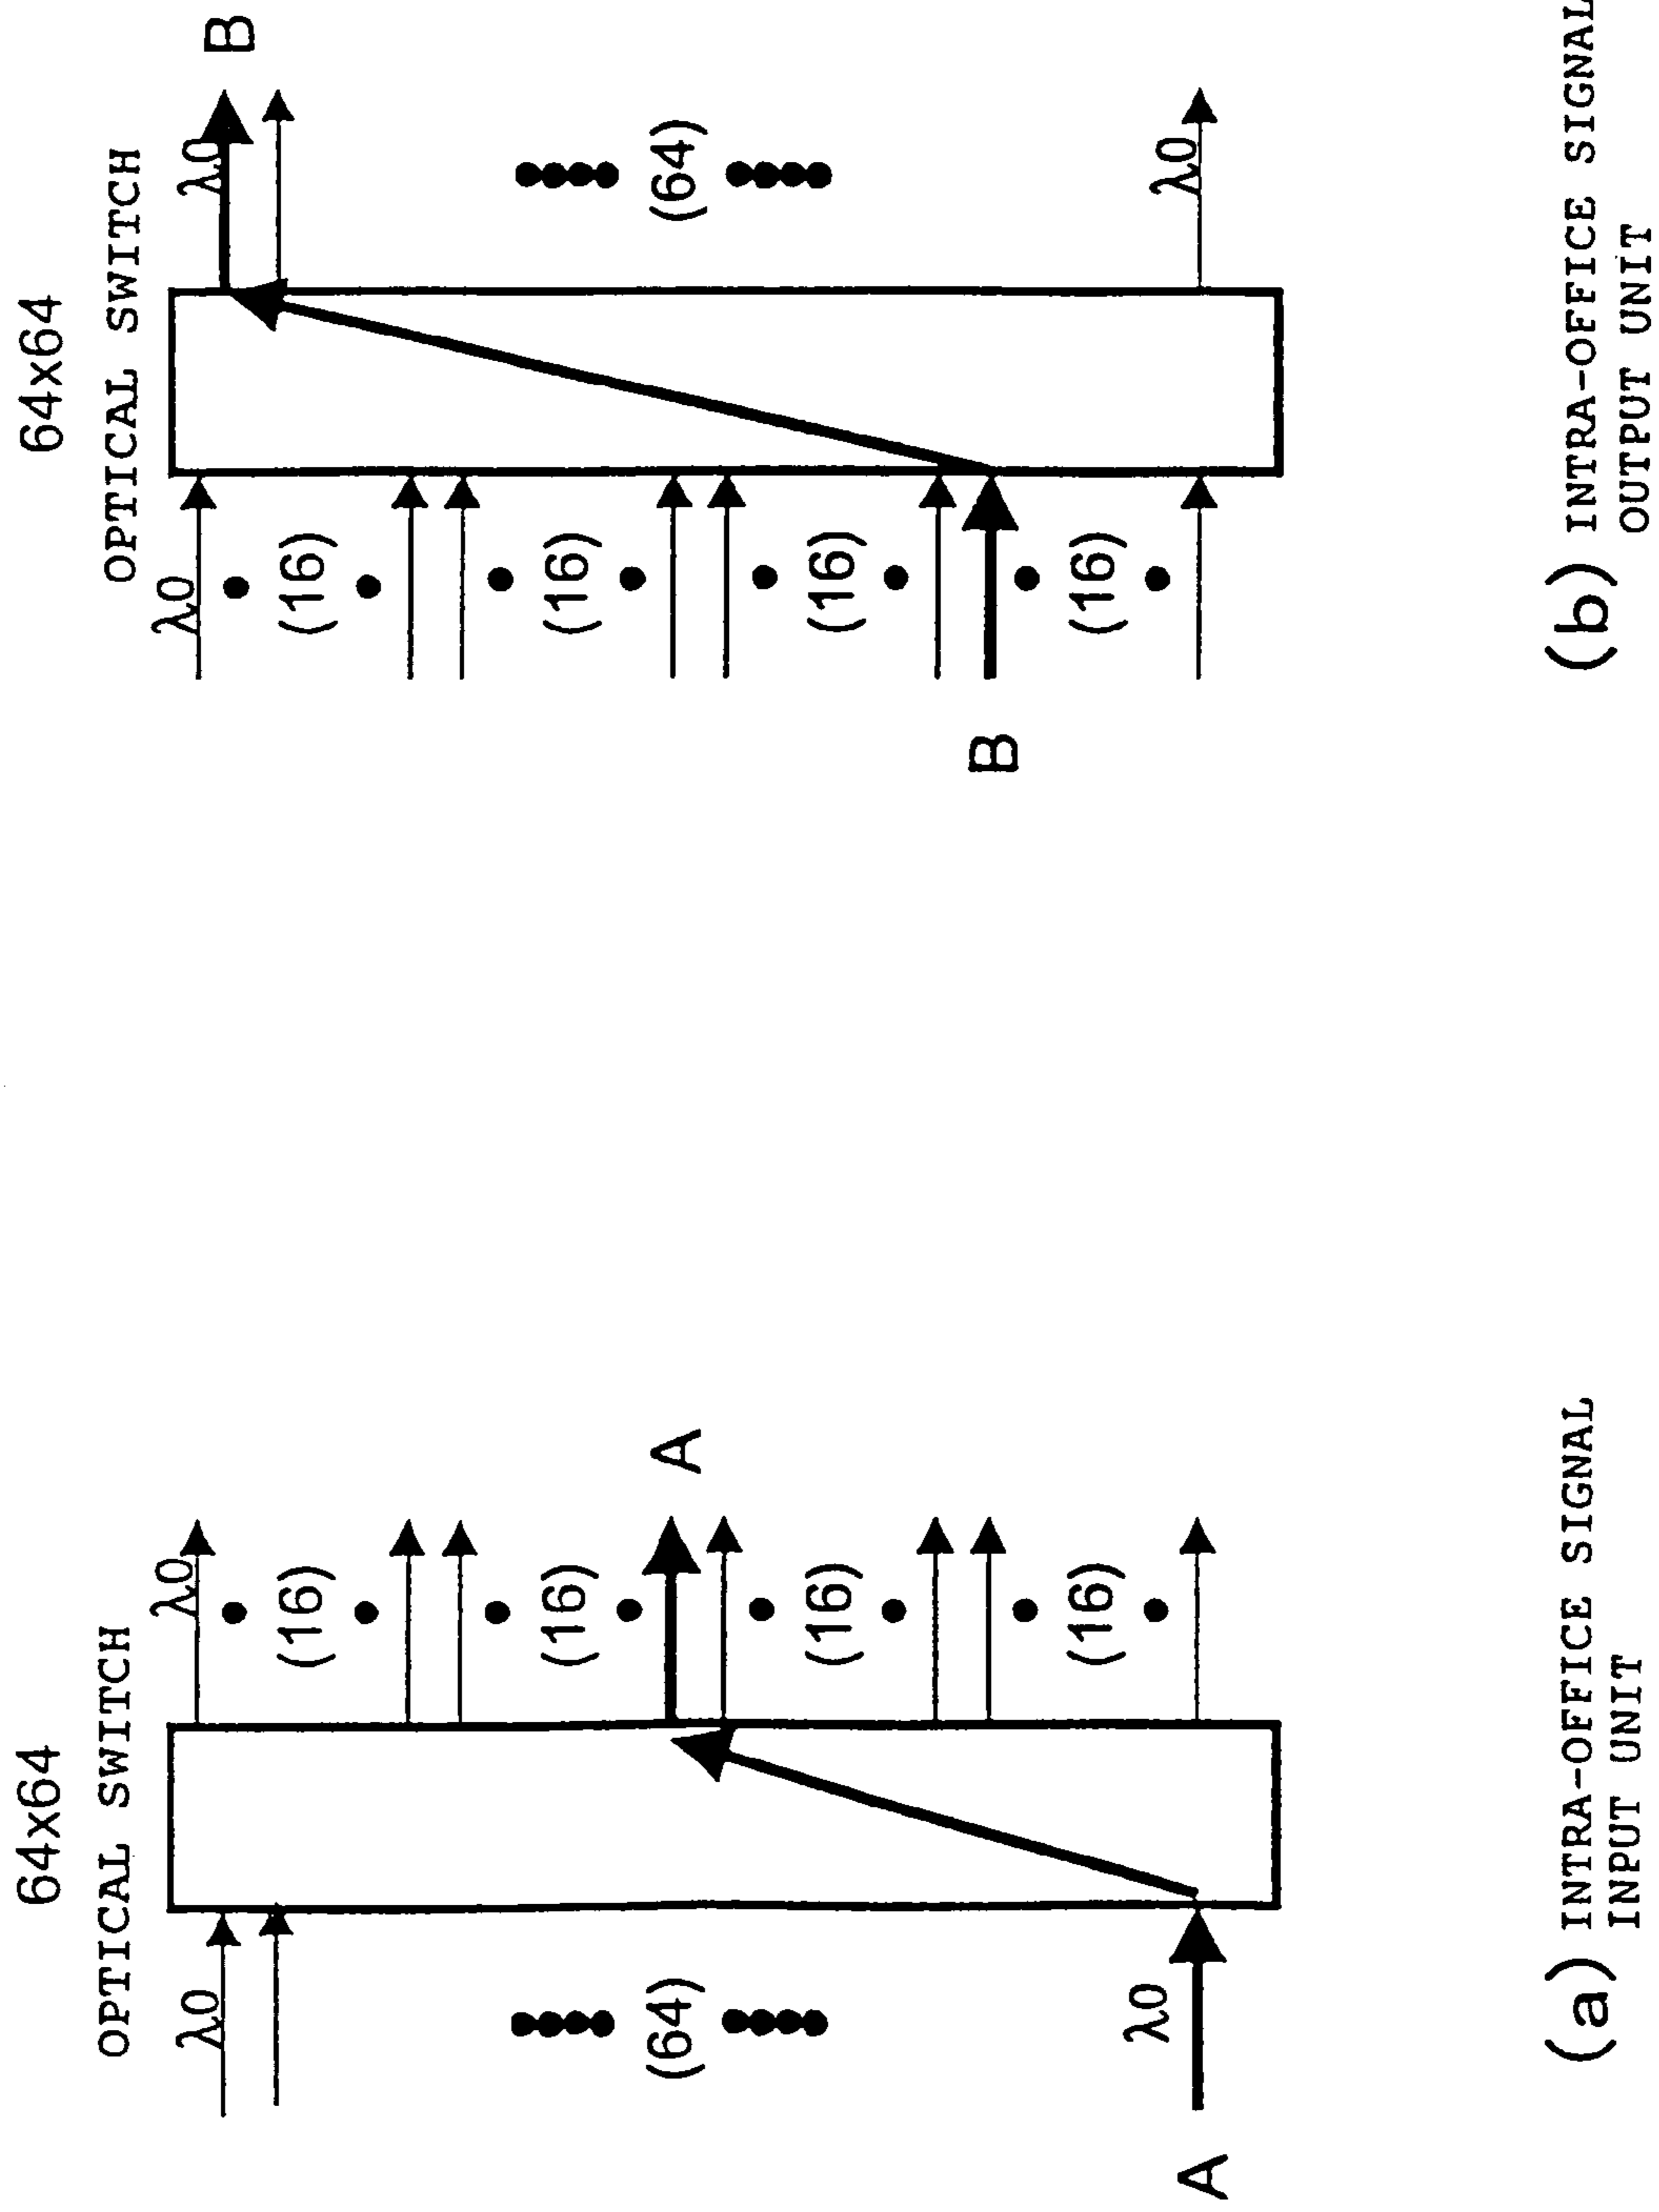 64x64
OPTICAL SWITCH
λ0
λ0
(16)
(16)
A
(64)
(16)
(16)
λ0
A
(a) INTRA-OFFICE SIGNAL
INPUT UNIT
64x64
OPTICAL SWITCH
λ0
λ0
B
(16)
(16)
(64)
(16)
B
(16)
λ0
(b) INTRA-OFFICE SIGNAL
OUTPUT UNIT